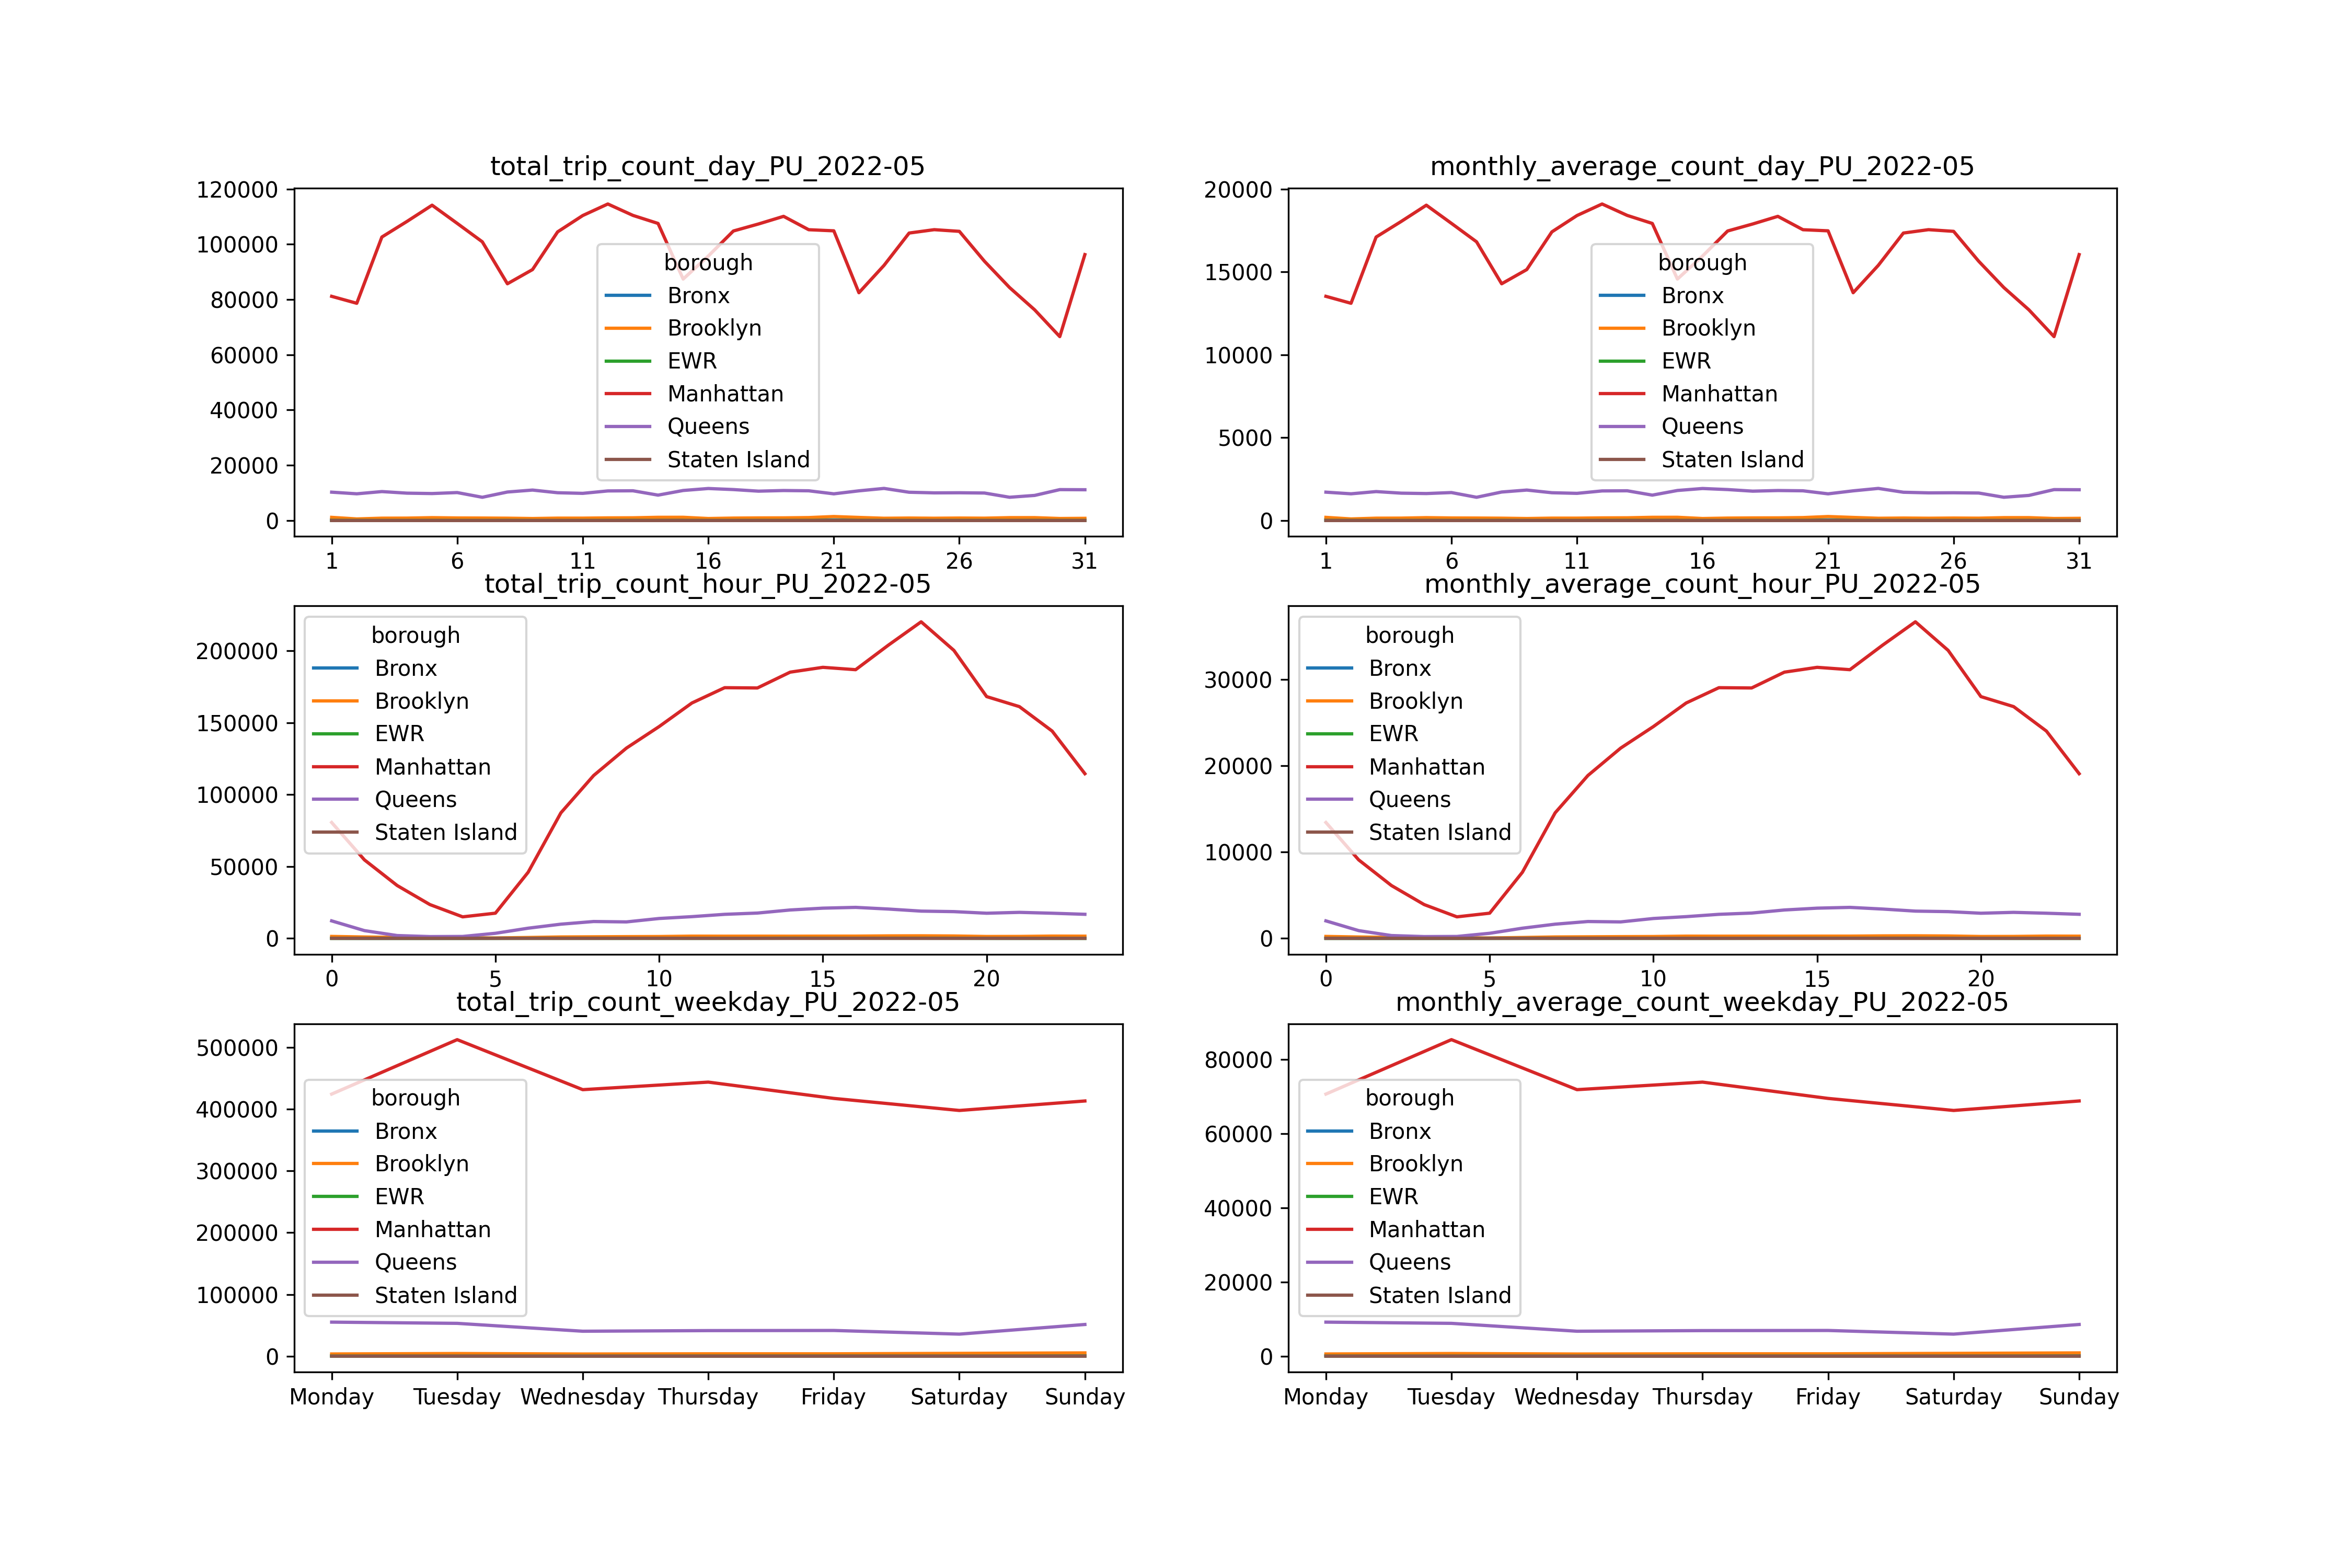 total_trip_count_day_PU_2022-05
120000
100000
80000
60000
40000
20000
0
borough
Bronx
Brooklyn
EWR
Manhattan
Queens
Staten Island
1 6 11 16 21 26 31
monthly_average_count_day_PU_2022-05
20000
15000
10000
5000
0
borough
Bronx
Brooklyn
EWR
Manhattan
Queens
Staten Island
1 6 11 16 21 26 31
total_trip_count_hour_PU_2022-05
200000
150000
100000
50000
0
borough
Bronx
Brooklyn
EWR
Manhattan
Queens
Staten Island
0 5 10 15 20
monthly_average_count_hour_PU_2022-05
30000
20000
10000
0
borough
Bronx
Brooklyn
EWR
Manhattan
Queens
Staten Island
0 5 10 15 20
total_trip_count_weekday_PU_2022-05
500000
400000
300000
200000
100000
0
borough
Bronx
Brooklyn
EWR
Manhattan
Queens
Staten Island
Monday Tuesday Wednesday Thursday Friday Saturday Sunday
monthly_average_count_weekday_PU_2022-05
80000
60000
40000
20000
0
borough
Bronx
Brooklyn
EWR
Manhattan
Queens
Staten Island
Monday Tuesday Wednesday Thursday Friday Saturday Sunday